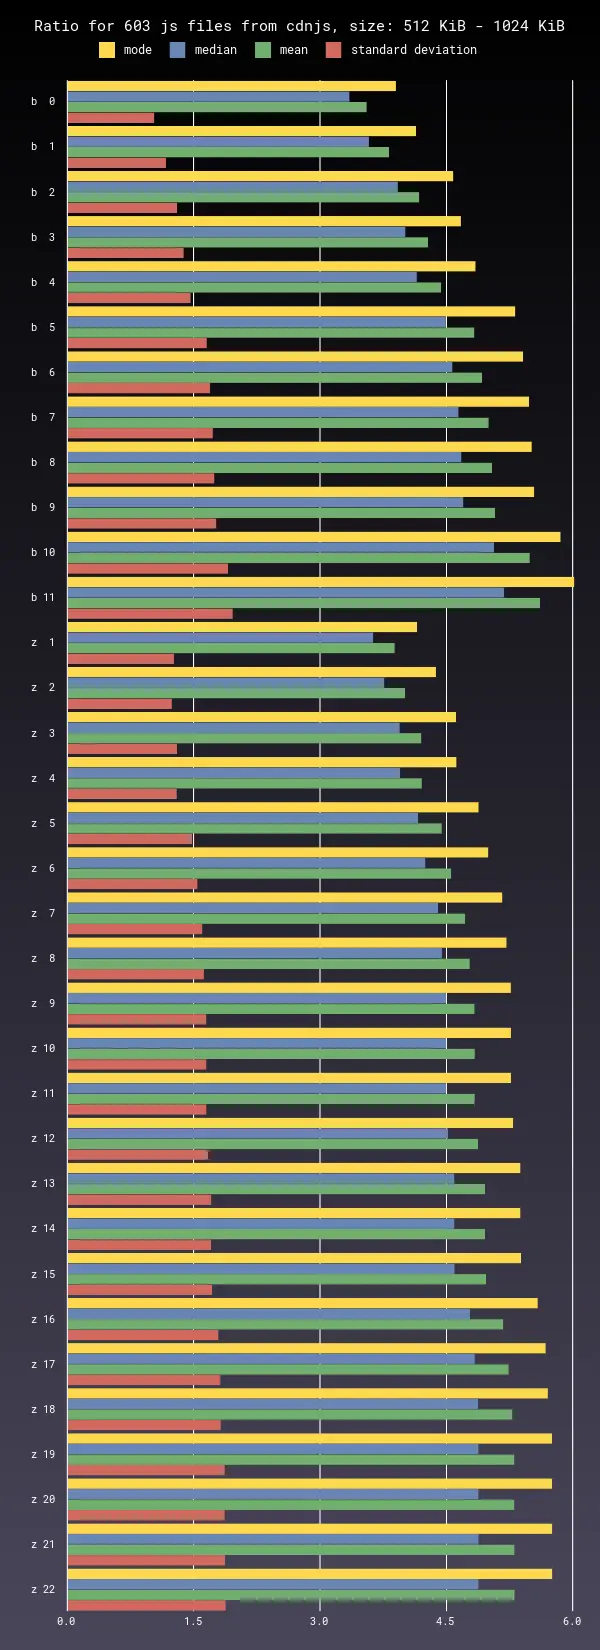 Ratio for 603 js files from cdnjs, size: 512 KiB - 1024 KiB
mode median mean standard deviation
b 0
b 1
b 2
b 3
b 4
b 5
b 6
b 7
b 8
b 9
b 10
b 11
z 1
z 2
z 3
z 4
z 5
z 6
z 7
z 8
z 9
z 10
z 11
z 12
z 13
z 14
z 15
z 16
z 17
z 18
z 19
z 20
z 21
z 22
0.0 1.5 3.0 4.5 6.0